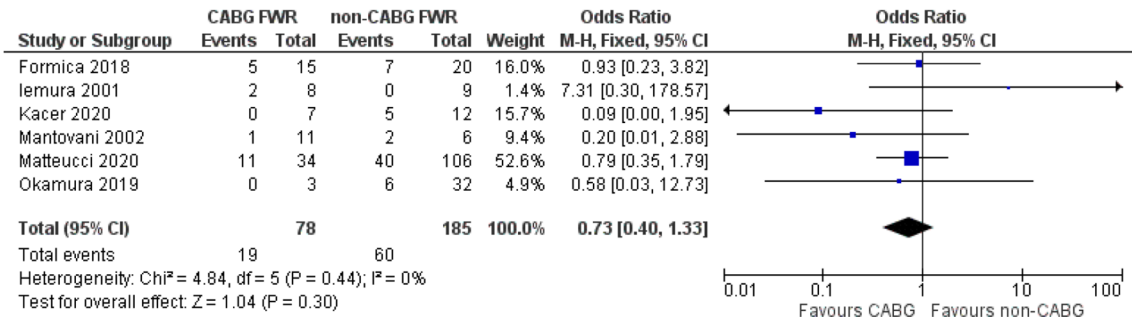 CABG FWR non-CABG FWR Odds Ratio Odds Ratio
Study or Subgroup Events Total Events Total Weight M-H, Fixed, 95% CI M-H, Fixed, 95% CI
Formica 2018 5 15 7 20 16.0% 0.93 [0.23, 3.82]
Iemura 2001 2 8 0 9 1.4% 7.31 [0.30, 178.57]
Kacer 2020 0 7 5 12 15.7% 0.09 [0.00, 1.95]
Mantovani 2002 1 11 2 6 9.4% 0.20 [0.01, 2.88]
Matteucci 2020 11 34 40 106 52.6% 0.79 [0.35, 1.79]
Okamura 2019 0 3 6 32 4.9% 0.58 [0.03, 12.73]
Total (95% CI) 78 185 100.0% 0.73 [0.40, 1.33]
Total events 19 60
Heterogeneity: Chi² = 4.84, df = 5 (P = 0.44); I² = 0%
Test for overall effect: Z = 1.04 (P = 0.30)
0.01 0.1 1 10 100
Favours CABG Favours non-CABG